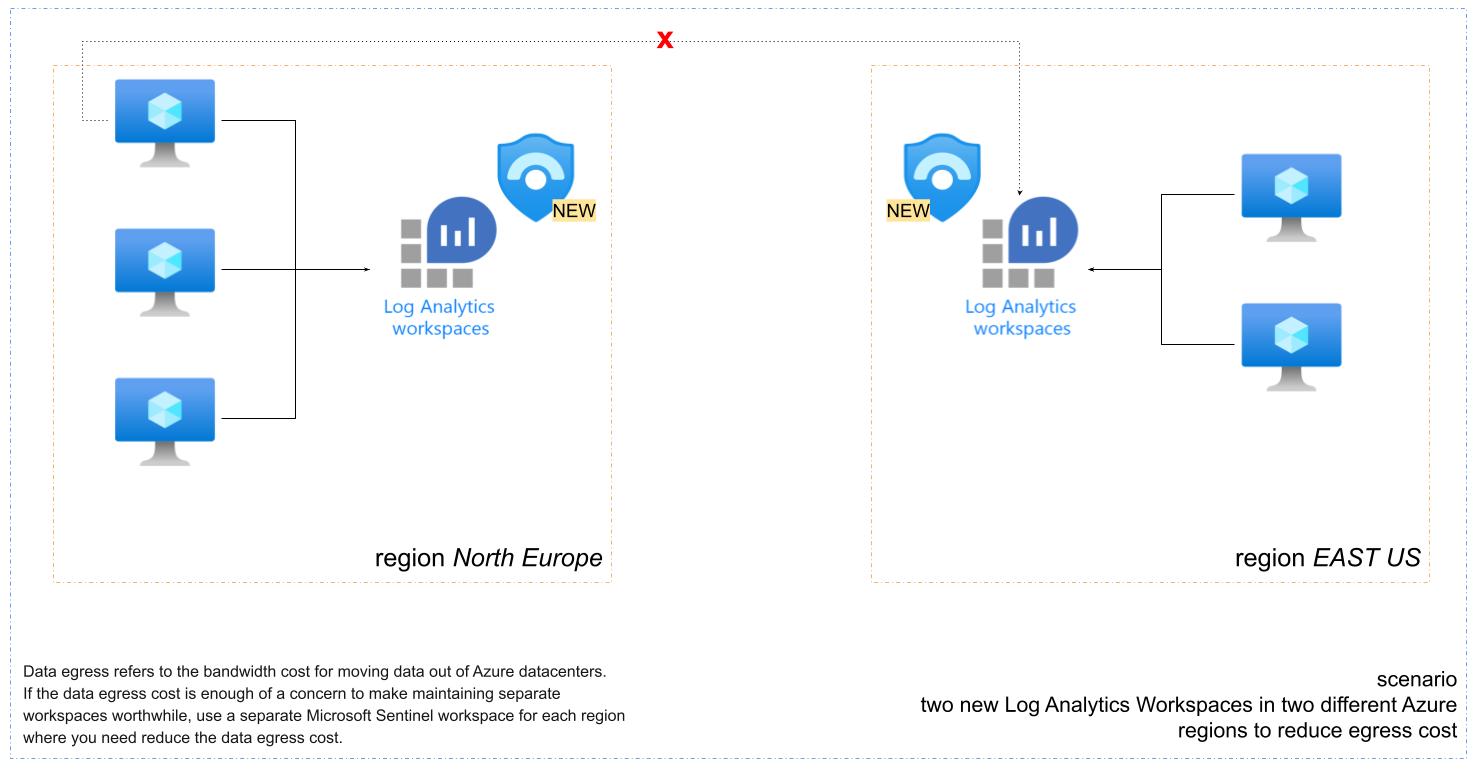 X
NEW
NEW
Log Analytics
workspaces
Log Analytics
workspaces
region North Europe
region EAST US
Data egress refers to the bandwidth cost for moving data out of Azure datacenters.
If the data egress cost is enough of a concern to make maintaining separate
workspaces worthwhile, use a separate Microsoft Sentinel workspace for each region
where you need reduce the data egress cost.
scenario
two new Log Analytics Workspaces in two different Azure
regions to reduce egress cost